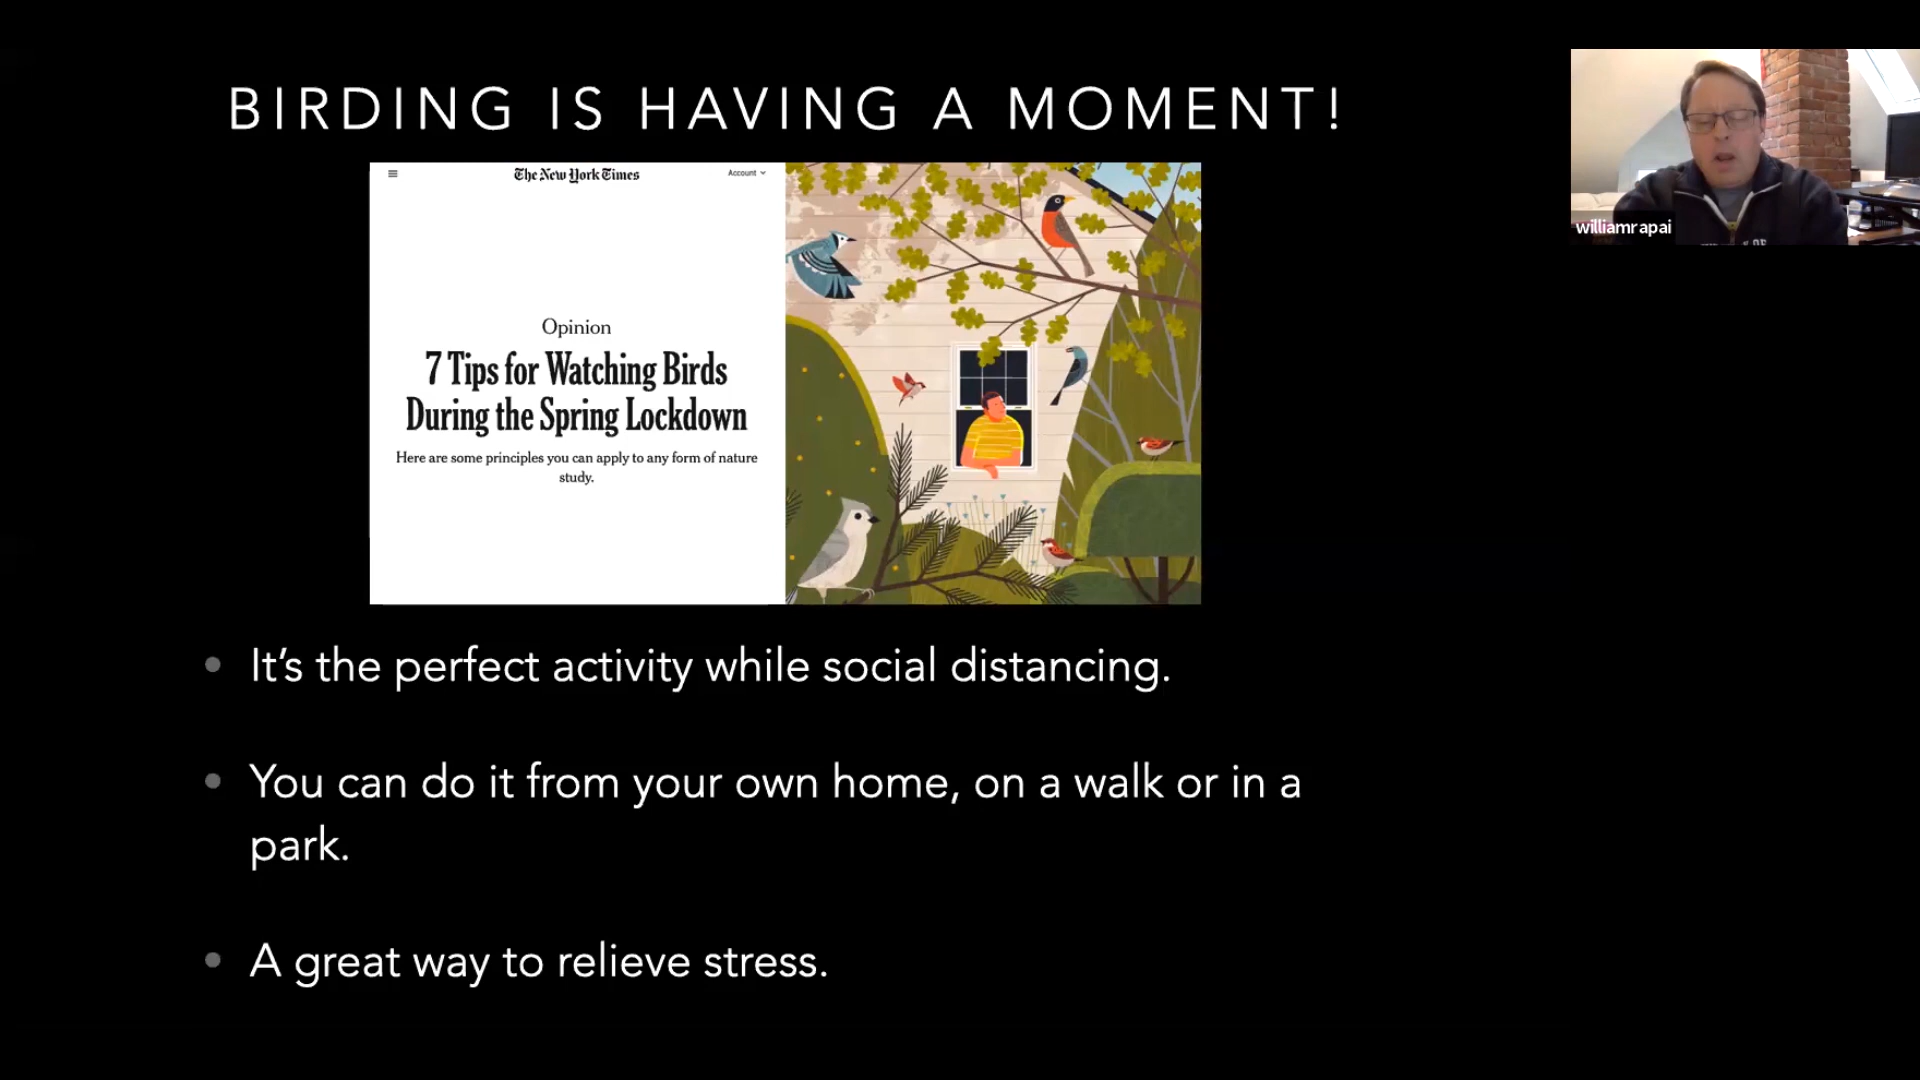 BIRDING IS HAVING A MOMENT!
The New York Times
Account
Opinion
7 Tips for Watching Birds
During the Spring Lockdown
Here are some principles you can apply to any form of nature
study.
williamrapai
• It’s the perfect activity while social distancing.
• You can do it from your own home, on a walk or in a
park.
• A great way to relieve stress.